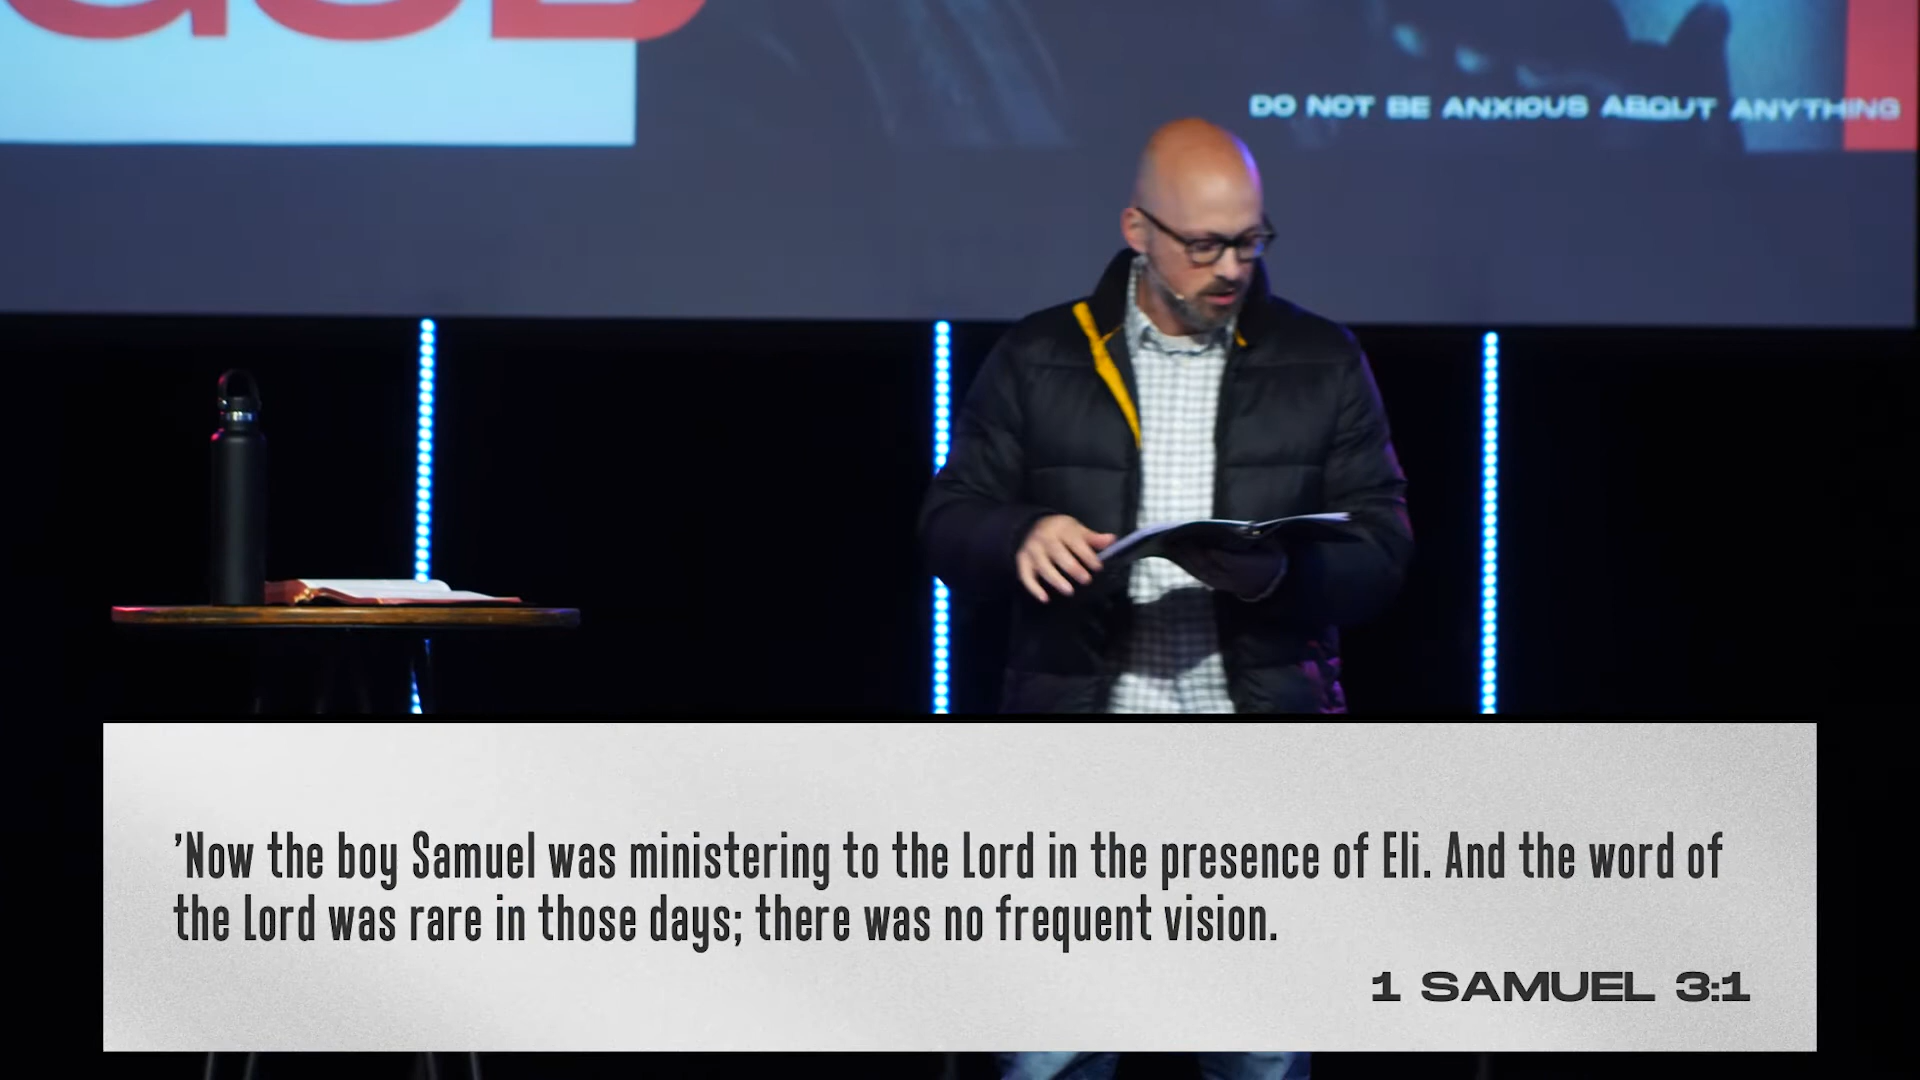 GOD
DO NOT BE ANXIOUS ABOUT ANYTHING
'Now the boy Samuel was ministering to the Lord in the presence of Eli. And the word of
the Lord was rare in those days; there was no frequent vision.
1 SAMUEL 3:1